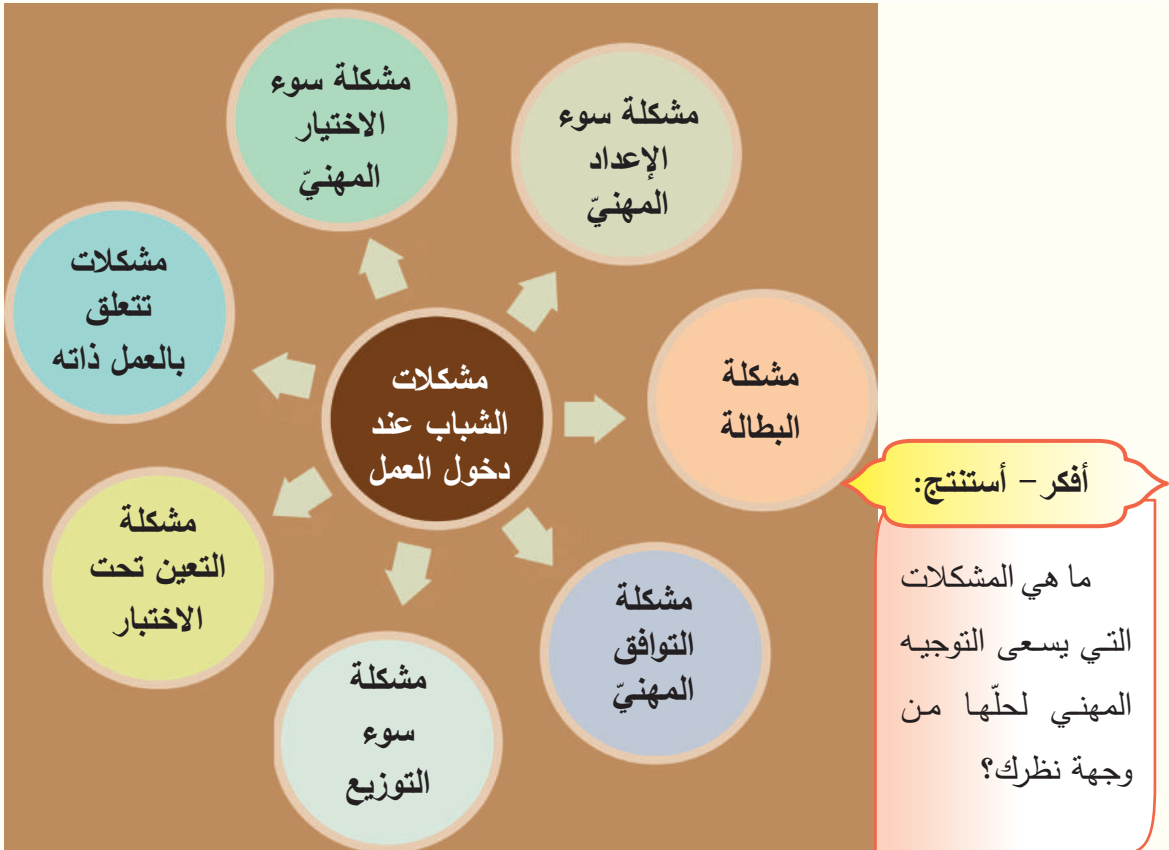 مشكلات
الشباب عند
دخول العمل
مشكلة سوء
الإعداد
المهنيّ
مشكلة
البطالة
مشكلة
التوافق
المهنيّ
مشكلة
سوء
التوزيع
مشكلة
التعين تحت
الاختبار
مشكلات
تتعلق
بالعمل ذاته
مشكلة سوء
الاختيار
المهنيّ
أفكر – أستنتج:
ما هي المشكلات
التي يسعى التوجيه
المهني لحلّها من
وجهة نظرك؟